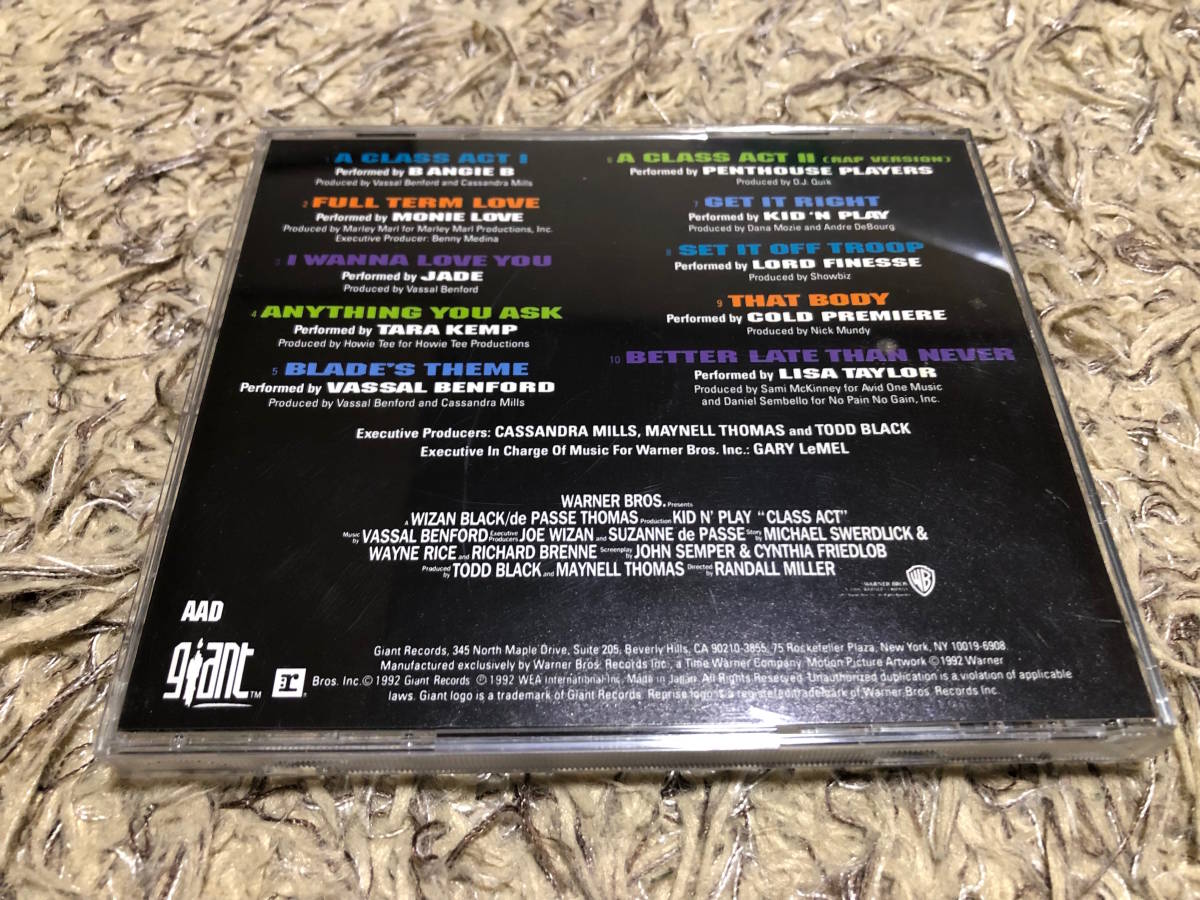 1 A CLASS ACT I
Performed by B ANGIE B
Produced by Vassal Benford and Cassandra Mills
2 FULL TERM LOVE
Performed by MONIE LOVE
Produced by Marley Marl for Marley Marl Productions, Inc.
Executive Producer: Benny Medina
3 I WANNA LOVE YOU
Performed by JADE
Produced by Vassal Benford
4 ANYTHING YOU ASK
Performed by TARA KEMP
Produced by Howie Tee for Howie Tee Productions
5 BLADE'S THEME
Performed by VASSAL BENFORD
Produced by Vassal Benford and Cassandra Mills
6 A CLASS ACT II (RAP VERSION)
Performed by PENTHOUSE PLAYERS
Produced by D.J. Quik
7 GET IT RIGHT
Performed by KID 'N PLAY
Produced by Dana Mozie and Andre DeBourg
8 SET IT OFF TROOP
Performed by LORD FINESSE
Produced by Showbiz
9 THAT BODY
Performed by COLD PREMIERE
Produced by Nick Mundy
10 BETTER LATE THAN NEVER
Performed by LISA TAYLOR
Produced by Sami McKinney for Avid One Music
and Daniel Sembello for No Pain No Gain, Inc.
Executive Producers: CASSANDRA MILLS, MAYNELL THOMAS and TODD BLACK
Executive In Charge Of Music For Warner Bros. Inc.: GARY LeMEL
WARNER BROS. Presents
A WIZAN BLACK/de PASSE THOMAS Production KID N' PLAY "CLASS ACT"
Music by VASSAL BENFORD Executive Producers JOE WIZAN and SUZANNE de PASSE Story by MICHAEL SWERDLICK &
WAYNE RICE and RICHARD BRENNE Screenplay by JOHN SEMPER & CYNTHIA FRIEDLOB
Produced by TODD BLACK and MAYNELL THOMAS Directed by RANDALL MILLER
WARNER BROS.
WB
AAD
giant TM
r
Giant Records, 345 North Maple Drive, Suite 205, Beverly Hills, CA 90210-3855, 75 Rockefeller Plaza, New York, NY 10019-6908.
Manufactured exclusively by Warner Bros. Records Inc., a Time Warner Company. Motion Picture Artwork © 1992 Warner
Bros. Inc. © 1992 Giant Records ℗ 1992 WEA International Inc. Made in Japan. All Rights Reserved. Unauthorized duplication is a violation of applicable
laws. Giant logo is a trademark of Giant Records. Reprise logo is a registered trademark of Warner Bros. Records Inc.